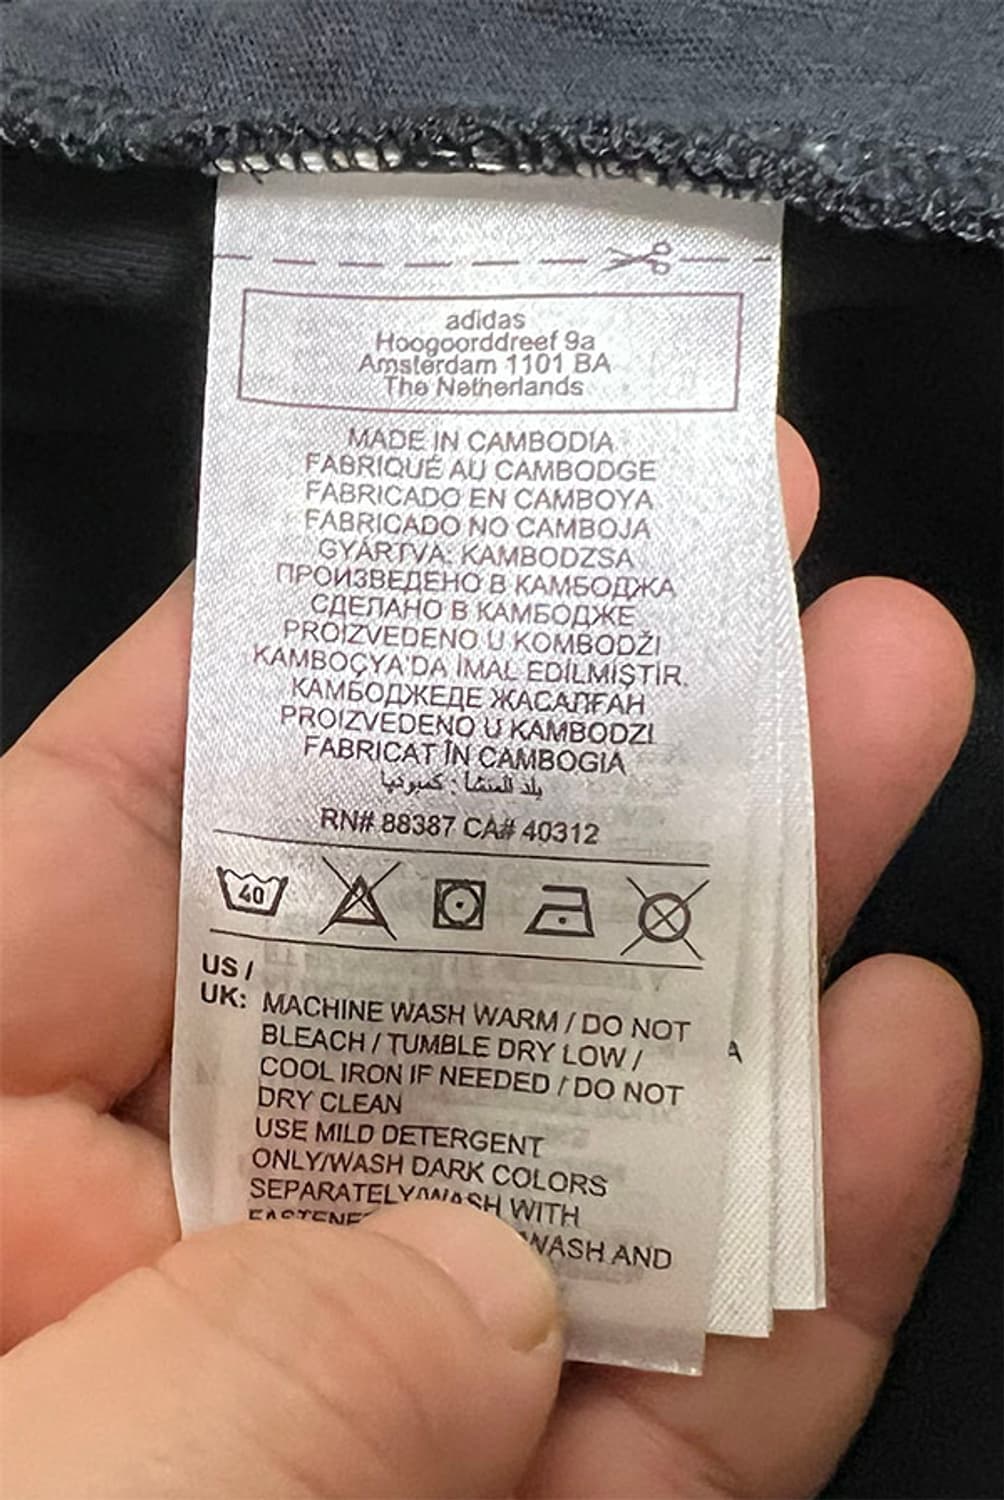 adidas
Hoogoorddreef 9a
Amsterdam 1101 BA
The Netherlands
MADE IN CAMBODIA
FABRIQUÉ AU CAMBODGE
FABRICADO EN CAMBOYA
FABRICADO NO CAMBOJA
GYÁRTVA: KAMBODZSA
ПРОИЗВЕДЕНО В КАМБОДЖА
СДЕЛАНО В КАМБОДЖЕ
PROIZVEDENO U KOMBODŽI
KAMBOÇYA'DA İMAL EDİLMİŞTİR.
КАМБОДЖЕДЕ ЖАСАЛҒАН
PROIZVEDENO U KAMBODZI
FABRICAT ÎN CAMBOGIA
بلد المنشأ : كمبوديا
RN# 88387 CA# 40312
40
US /
UK: MACHINE WASH WARM / DO NOT
BLEACH / TUMBLE DRY LOW /
COOL IRON IF NEEDED / DO NOT
DRY CLEAN
USE MILD DETERGENT
ONLY/WASH DARK COLORS
SEPARATELY/WASH WITH
WASH AND
A